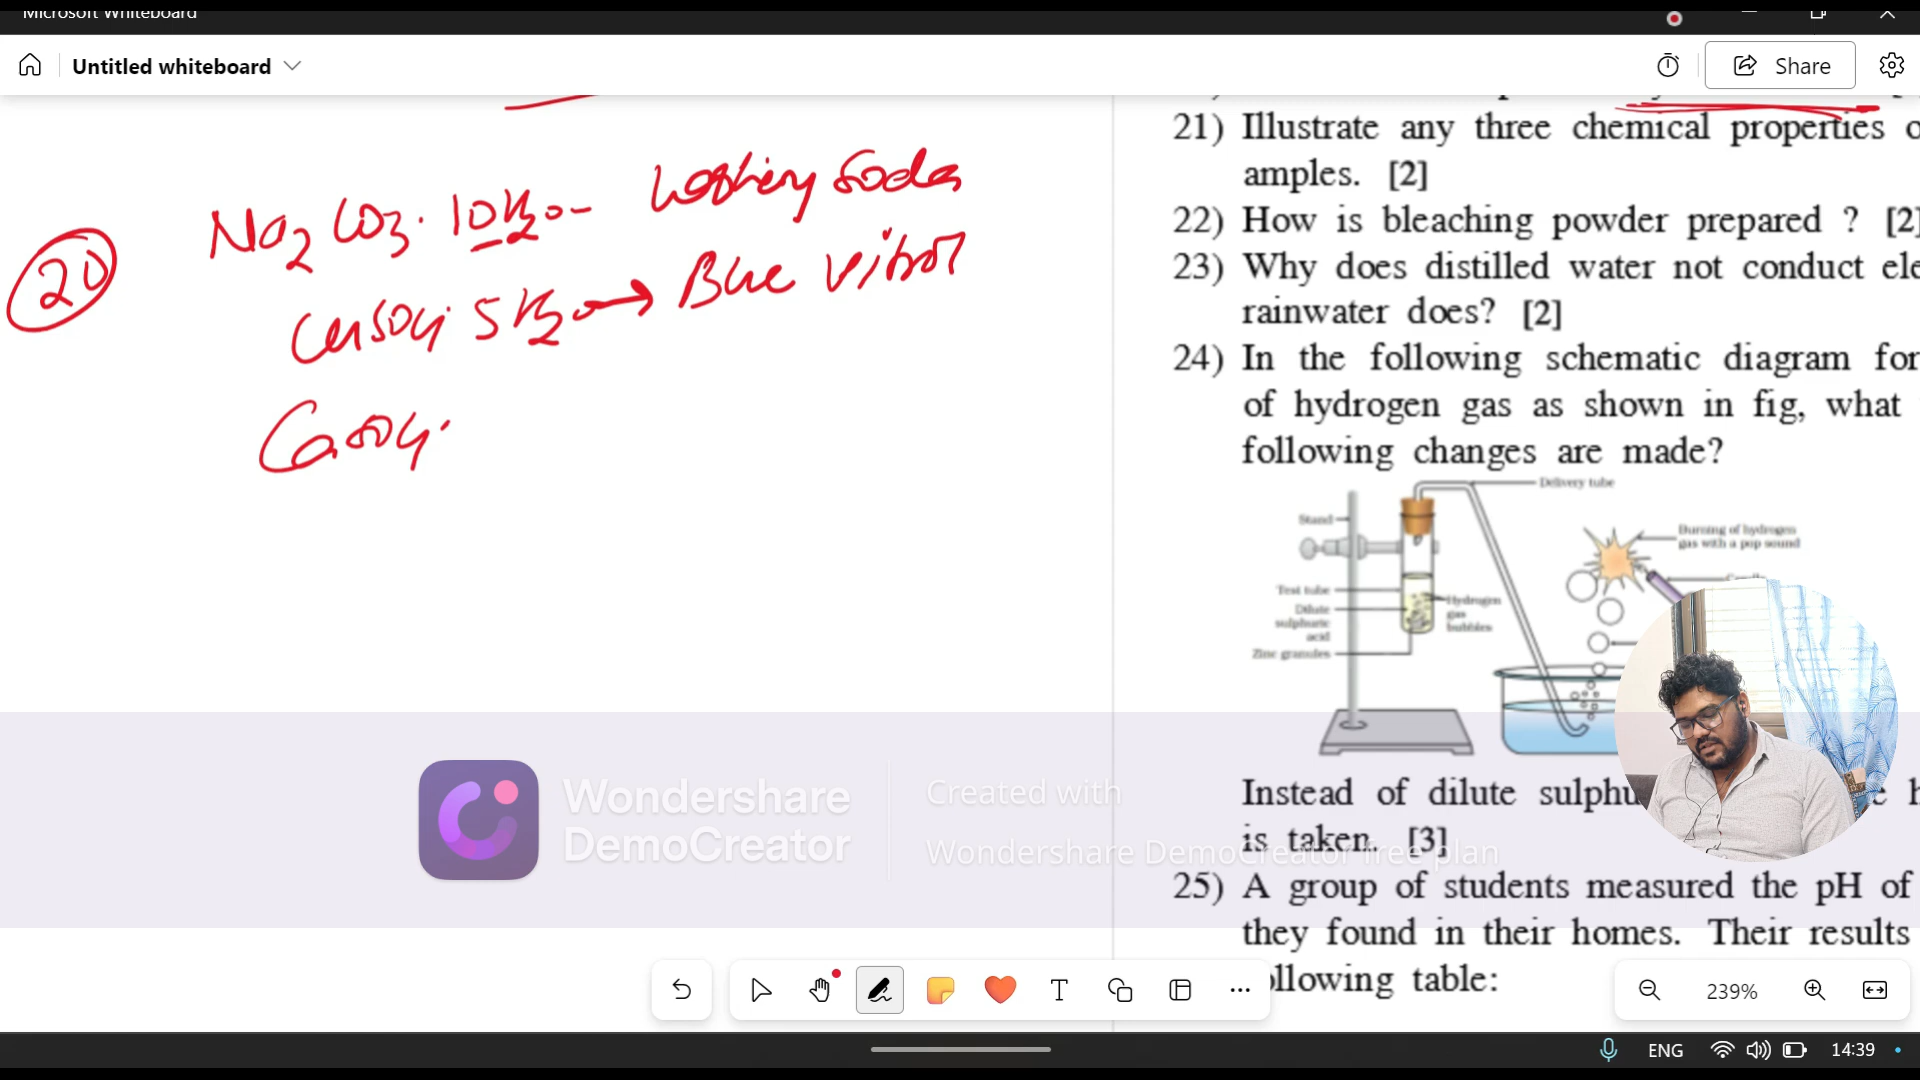 Microsoft Whiteboard
Untitled whiteboard
Share
20
Na2CO3·10H2O- Washing Soda
CuSO4·5H2O → Blue vitrol
CaSO4·
21) Illustrate any three chemical properties o
amples. [2]
22) How is bleaching powder prepared ? [2]
23) Why does distilled water not conduct ele
rainwater does? [2]
24) In the following schematic diagram for
of hydrogen gas as shown in fig, what
following changes are made?
Delivery tube
Stand
Burning of hydrogen
gas with a pop sound
Test tube
Dilute
sulphuric
acid
Hydrogen
gas
bubbles
Zinc granules
Instead of dilute sulphu
is taken. [3]
25) A group of students measured the pH of
they found in their homes. Their results
ollowing table:
Wondershare
DemoCreator
Created with
Wondershare DemoCreator free plan
239%
ENG
14:39